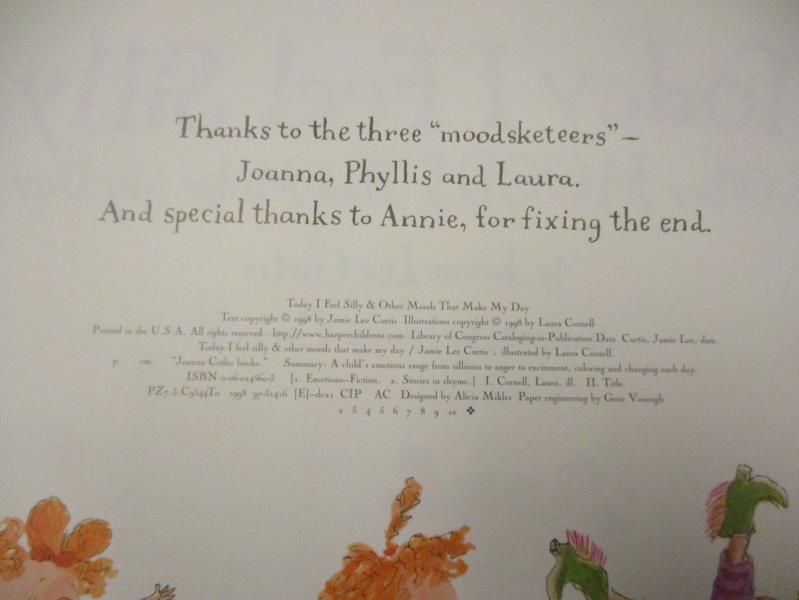 Thanks to the three “moodsketeers”—
Joanna, Phyllis and Laura.
And special thanks to Annie, for fixing the end.
Today I Feel Silly & Other Moods That Make My Day
Text copyright © 1998 by Jamie Lee Curtis Illustrations copyright © 1998 by Laura Cornell
Printed in the U.S.A. All rights reserved. http://www.harperchildrens.com Library of Congress Cataloging-in-Publication Data Curtis, Jamie Lee, date.
Today I feel silly & other moods that make my day / Jamie Lee Curtis ; illustrated by Laura Cornell.
p. cm. "Joanna Cotler books." Summary: A child's emotions range from silliness to anger to excitement, coloring and changing each day.
ISBN 0-06-024560-3 [1. Emotions—Fiction. 2. Stories in rhyme.] I. Cornell, Laura, ill. II. Title.
PZ7.3.C9344To 1998 97-51416 [E]—dc21 CIP AC Designed by Alicia Mikles Paper engineering by Gene
2 3 4 5 6 7 8 9 10 ❖